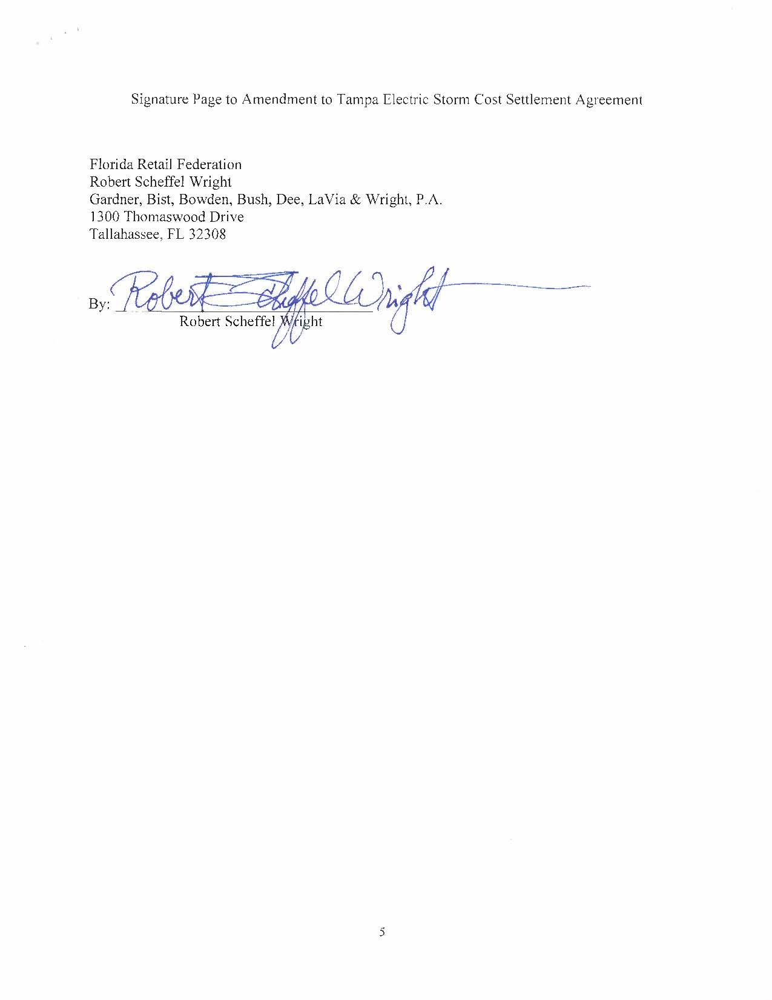 Signature Page to Amendment to Tampa Electric Storm Cost Settlement Agreement
Florida Retail Federation
Robert Scheffel Wright
Gardner, Bist, Bowden, Bush, Dee, LaVia & Wright, P.A.
1300 Thomaswood Drive
Tallahassee, FL 32308
By: Robert Scheffel Wright
Robert Scheffel Wright
5